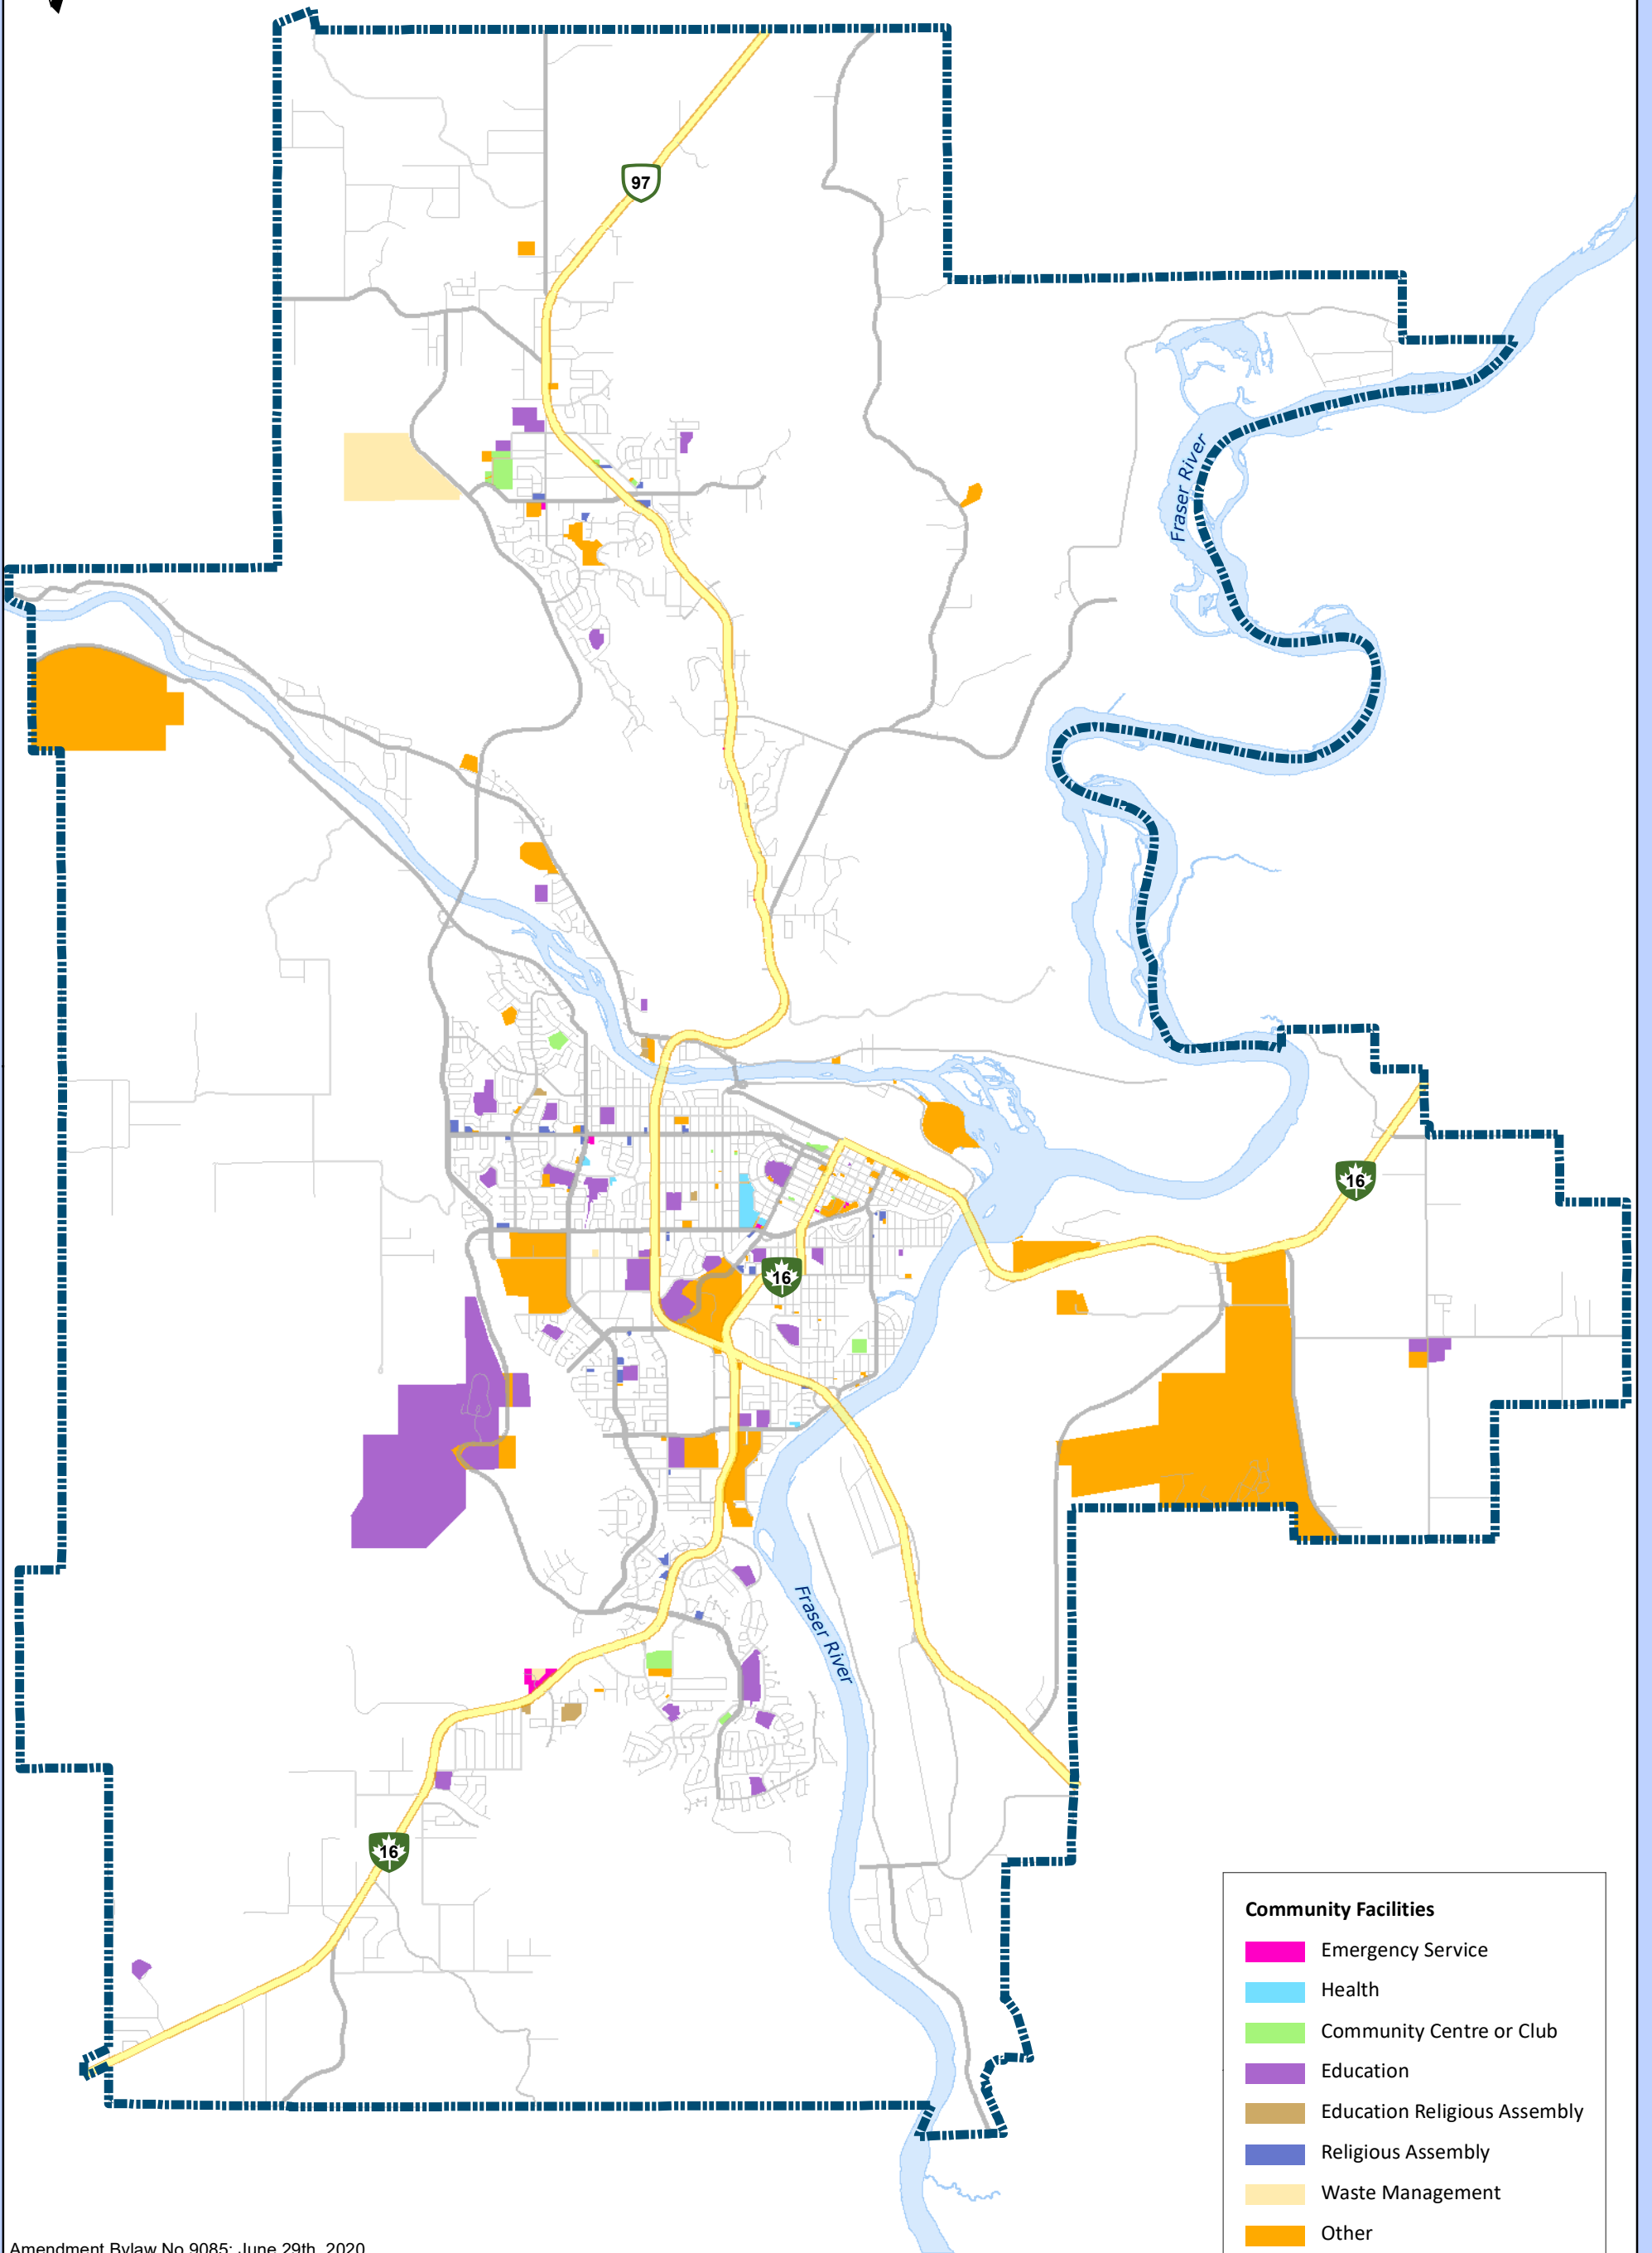 97
Fraser River
16
16
Fraser River
16
Community Facilities
Emergency Service
Health
Community Centre or Club
Education
Education Religious Assembly
Religious Assembly
Waste Management
Other
Amendment Bylaw No.9085: June 29th, 2020